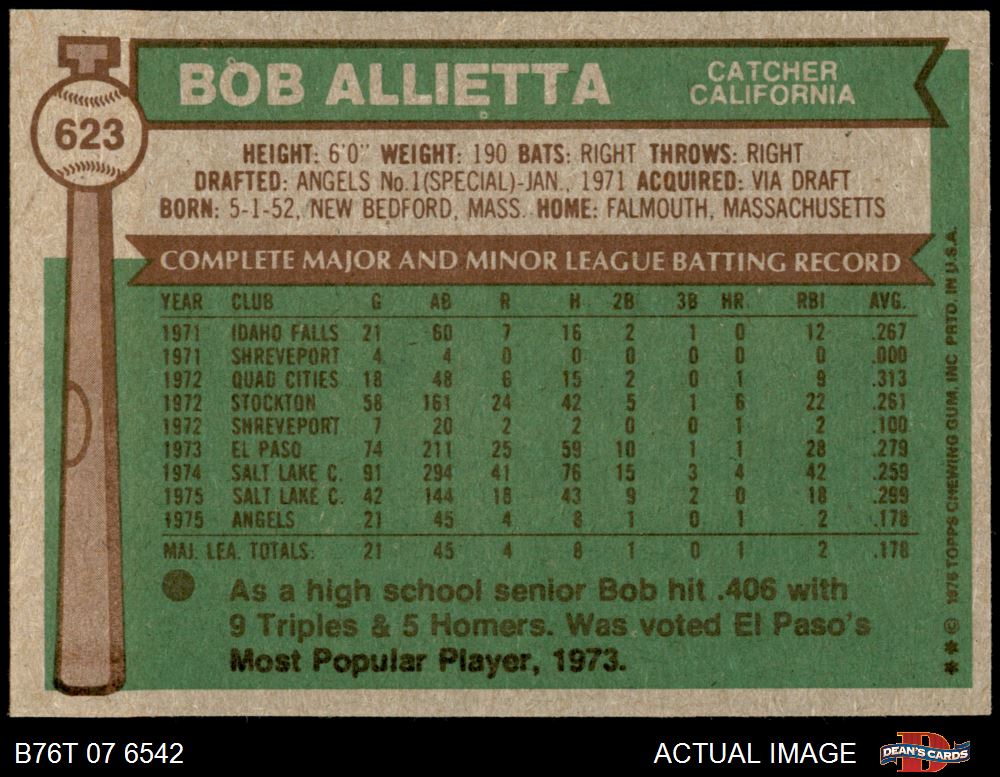 BOB ALLIETTA
CATCHER
CALIFORNIA
623
HEIGHT: 6'0" WEIGHT: 190 BATS: RIGHT THROWS: RIGHT
DRAFTED: ANGELS No.1(SPECIAL)-JAN., 1971 ACQUIRED: VIA DRAFT
BORN: 5-1-52, NEW BEDFORD, MASS. HOME: FALMOUTH, MASSACHUSETTS
COMPLETE MAJOR AND MINOR LEAGUE BATTING RECORD
YEAR CLUB G AB R H 2B 3B HR RBI AVG.
1971 IDAHO FALLS 21 60 7 16 2 1 0 12 .267
1971 SHREVEPORT 4 4 0 0 0 0 0 0 .000
1972 QUAD CITIES 18 48 6 15 2 0 1 9 .313
1972 STOCKTON 58 161 24 42 5 1 6 22 .261
1972 SHREVEPORT 7 20 2 2 0 0 1 2 .100
1973 EL PASO 74 211 25 59 10 1 1 28 .279
1974 SALT LAKE C. 91 294 41 76 15 3 4 42 .259
1975 SALT LAKE C. 42 144 18 43 9 2 0 18 .299
1975 ANGELS 21 45 4 8 1 0 1 2 .178
MAJ. LEA. TOTALS 21 45 4 8 1 0 1 2 .178
As a high school senior Bob hit .406 with
9 Triples & 5 Homers. Was voted El Paso's
Most Popular Player, 1973.
** © 1976 TOPPS CHEWING GUM, INC PRTD. IN U.S.A.
B76T 07 6542
ACTUAL IMAGE
D
DEAN'S CARDS